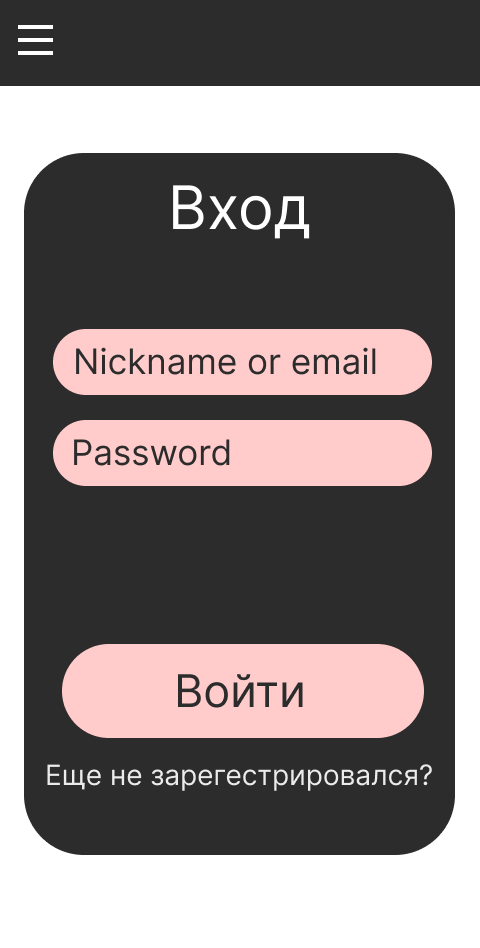 Вход
Nickname or email
Password
Войти
Еще не зарегестрировался?